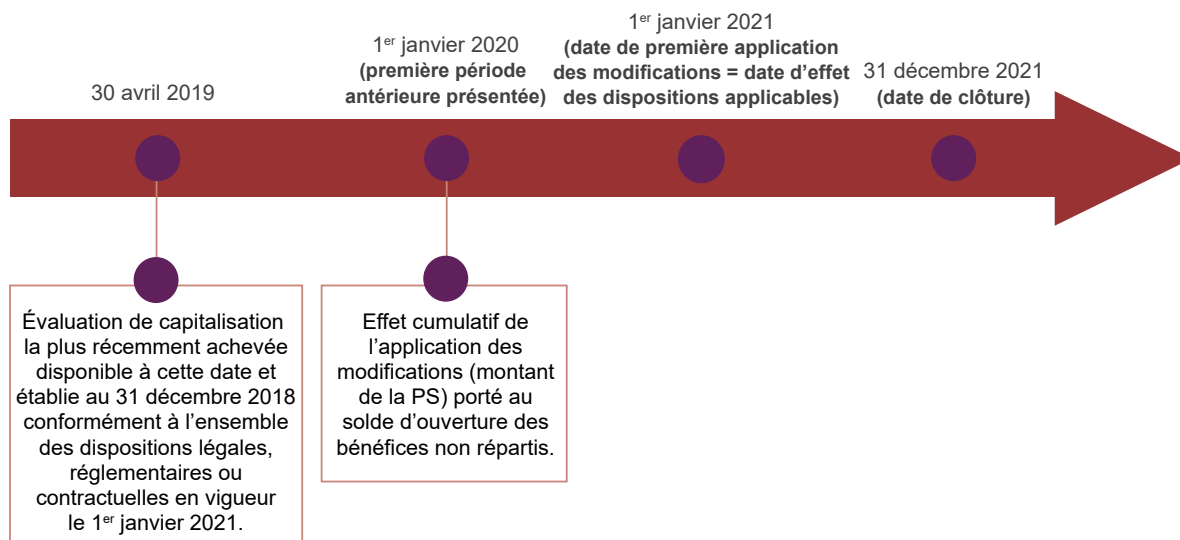 30 avril 2019
1er janvier 2020
(première période
antérieure présentée)
1er janvier 2021
(date de première application
des modifications = date d’effet
des dispositions applicables)
31 décembre 2021
(date de clôture)
Évaluation de capitalisation
la plus récemment achevée
disponible à cette date et
établie au 31 décembre 2018
conformément à l’ensemble
des dispositions légales,
réglementaires ou
contractuelles en vigueur
le 1er janvier 2021.
Effet cumulatif de
l’application des
modifications (montant
de la PS) porté au
solde d’ouverture des
bénéfices non répartis.